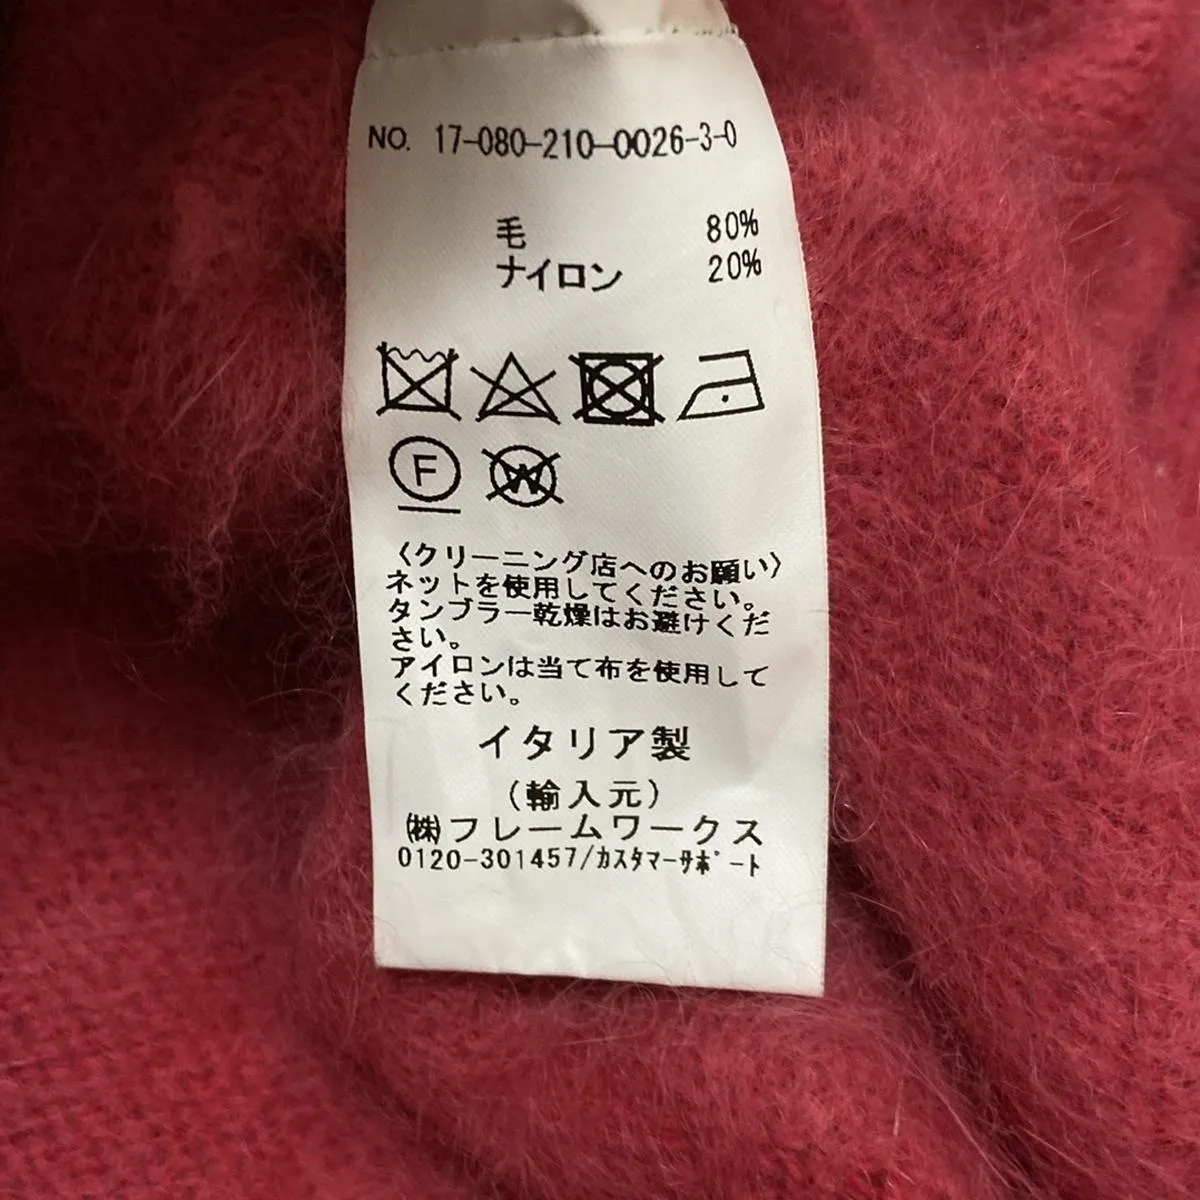 NO. 17-080-210-0026-3-0
毛 80%
ナイロン 20%
F
W
〈クリーニング店へのお願い〉
ネットを使用してください。
タンブラー乾燥はお避けくだ
さい。
アイロンは当て布を使用して
ください。
イタリア製
(輸入元)
㈱フレームワークス
0120-301457/ｶｽﾀﾏｰｻﾎﾟｰﾄ